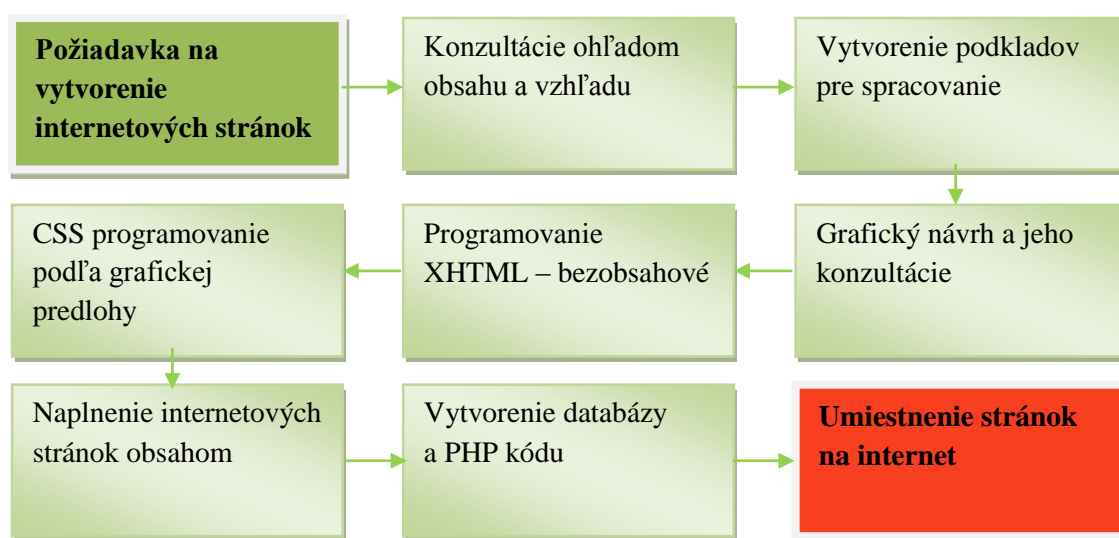 Požiadavka na
vytvorenie
internetových stránok
Konzultácie ohľadom
obsahu a vzhľadu
Vytvorenie podkladov
pre spracovanie
Grafický návrh a jeho
konzultácie
Programovanie
XHTML – bezobsahové
CSS programovanie
podľa grafickej
predlohy
Naplnenie internetových
stránok obsahom
Vytvorenie databázy
a PHP kódu
Umiestnenie stránok
na internet